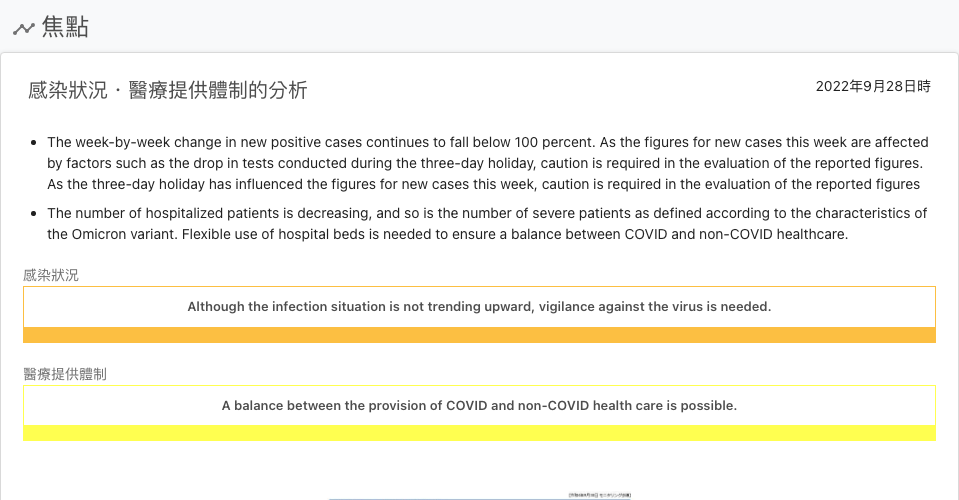 焦點
感染狀況・醫療提供體制的分析
2022年9月28日時
The week-by-week change in new positive cases continues to fall below 100 percent. As the figures for new cases this week are affected
by factors such as the drop in tests conducted during the three-day holiday, caution is required in the evaluation of the reported figures.
As the three-day holiday has influenced the figures for new cases this week, caution is required in the evaluation of the reported figures
The number of hospitalized patients is decreasing, and so is the number of severe patients as defined according to the characteristics of
the Omicron variant. Flexible use of hospital beds is needed to ensure a balance between COVID and non-COVID healthcare.
感染狀況
Although the infection situation is not trending upward, vigilance against the virus is needed.
醫療提供體制
A balance between the provision of COVID and non-COVID health care is possible.